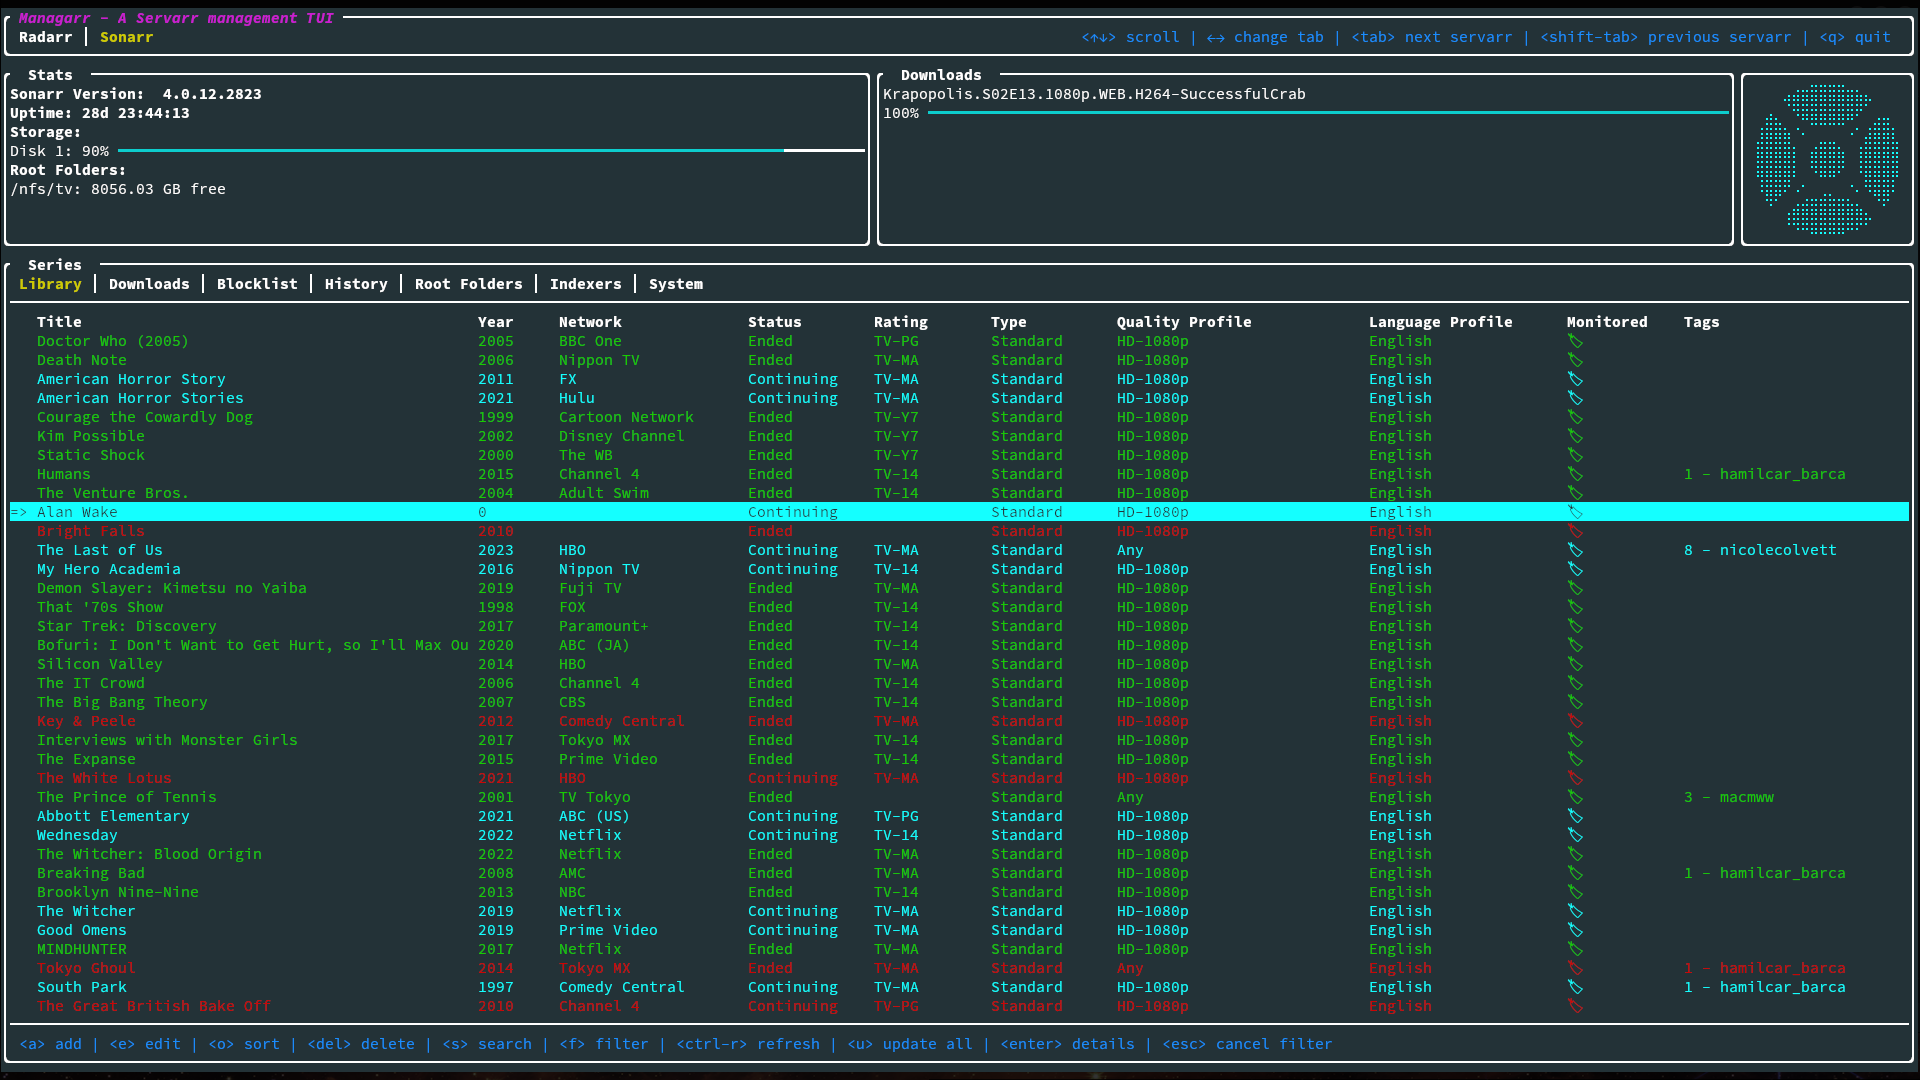 Managarr - A Servarr management TUI
Radarr | Sonarr <↑↓> scroll | ↔ change tab | <tab> next servarr | <shift-tab> previous servarr | <q> quit
Stats
Sonarr Version: 4.0.12.2823
Uptime: 28d 23:44:13
Storage:
Disk 1: 90%
Root Folders:
/nfs/tv: 8056.03 GB free
Downloads
Krapopolis.S02E13.1080p.WEB.H264-SuccessfulCrab
100%
Series
Library | Downloads | Blocklist | History | Root Folders | Indexers | System
Title Year Network Status Rating Type Quality Profile Language Profile Monitored Tags
Doctor Who (2005) 2005 BBC One Ended TV-PG Standard HD-1080p English
Death Note 2006 Nippon TV Ended TV-MA Standard HD-1080p English
American Horror Story 2011 FX Continuing TV-MA Standard HD-1080p English
American Horror Stories 2021 Hulu Continuing TV-MA Standard HD-1080p English
Courage the Cowardly Dog 1999 Cartoon Network Ended TV-Y7 Standard HD-1080p English
Kim Possible 2002 Disney Channel Ended TV-Y7 Standard HD-1080p English
Static Shock 2000 The WB Ended TV-Y7 Standard HD-1080p English
Humans 2015 Channel 4 Ended TV-14 Standard HD-1080p English 1 - hamilcar_barca
The Venture Bros. 2004 Adult Swim Ended TV-14 Standard HD-1080p English
=> Alan Wake 0 Continuing Standard HD-1080p English
Bright Falls 2010 Ended Standard HD-1080p English
The Last of Us 2023 HBO Continuing TV-MA Standard Any English 8 - nicolecolvett
My Hero Academia 2016 Nippon TV Continuing TV-14 Standard HD-1080p English
Demon Slayer: Kimetsu no Yaiba 2019 Fuji TV Ended TV-MA Standard HD-1080p English
That '70s Show 1998 FOX Ended TV-14 Standard HD-1080p English
Star Trek: Discovery 2017 Paramount+ Ended TV-14 Standard HD-1080p English
Bofuri: I Don't Want to Get Hurt, so I'll Max Ou 2020 ABC (JA) Ended TV-14 Standard HD-1080p English
Silicon Valley 2014 HBO Ended TV-MA Standard HD-1080p English
The IT Crowd 2006 Channel 4 Ended TV-14 Standard HD-1080p English
The Big Bang Theory 2007 CBS Ended TV-14 Standard HD-1080p English
Key & Peele 2012 Comedy Central Ended TV-MA Standard HD-1080p English
Interviews with Monster Girls 2017 Tokyo MX Ended TV-14 Standard HD-1080p English
The Expanse 2015 Prime Video Ended TV-14 Standard HD-1080p English
The White Lotus 2021 HBO Continuing TV-MA Standard HD-1080p English
The Prince of Tennis 2001 TV Tokyo Ended Standard Any English 3 - macmww
Abbott Elementary 2021 ABC (US) Continuing TV-PG Standard HD-1080p English
Wednesday 2022 Netflix Continuing TV-14 Standard HD-1080p English
The Witcher: Blood Origin 2022 Netflix Ended TV-MA Standard HD-1080p English
Breaking Bad 2008 AMC Ended TV-MA Standard HD-1080p English 1 - hamilcar_barca
Brooklyn Nine-Nine 2013 NBC Ended TV-14 Standard HD-1080p English
The Witcher 2019 Netflix Continuing TV-MA Standard HD-1080p English
Good Omens 2019 Prime Video Continuing TV-MA Standard HD-1080p English
MINDHUNTER 2017 Netflix Ended TV-MA Standard HD-1080p English
Tokyo Ghoul 2014 Tokyo MX Ended TV-MA Standard Any English 1 - hamilcar_barca
South Park 1997 Comedy Central Continuing TV-MA Standard HD-1080p English 1 - hamilcar_barca
The Great British Bake Off 2010 Channel 4 Continuing TV-PG Standard HD-1080p English
<a> add | <e> edit | <o> sort | <del> delete | <s> search | <f> filter | <ctrl-r> refresh | <u> update all | <enter> details | <esc> cancel filter